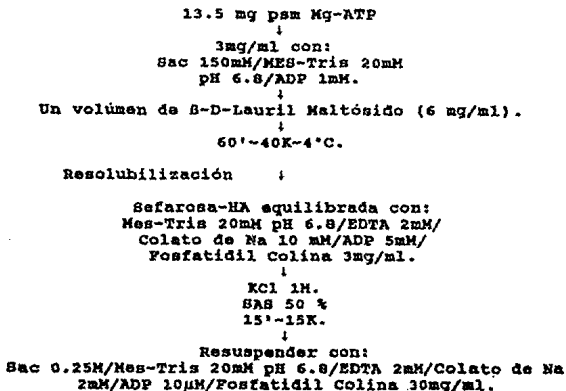 13.5 mg psm Mg-ATP
↓
3mg/ml con:
Sac 150mM/MES-Tris 20mM
pH 6.8/ADP 1mM.
↓
Un volúmen de ß-D-Lauril Maltósido (6 mg/ml).
↓
60'~40K~4°C.
Resolubilización ↓
Sefarosa-HA equilibrada con:
Mes-Tris 20mM pH 6.8/EDTA 2mM/
Colato de Na 10 mM/ADP 5mM/
Fosfatidil Colina 3mg/ml.
↓
KCl 1M.
SAS 50 %
15'~15K.
↓
Resuspender con:
Sac 0.25M/Mes-Tris 20mM pH 6.8/EDTA 2mM/Colato de Na
2mM/ADP 10µM/Fosfatidil Colina 30mg/ml.